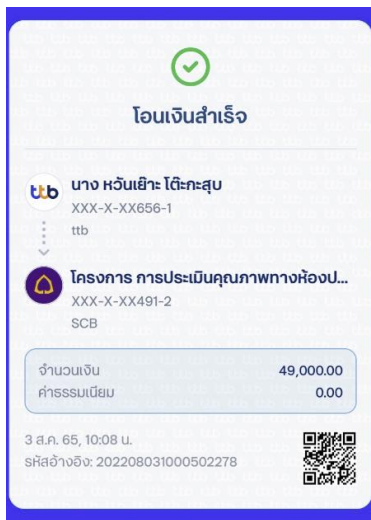 โอนเงินสำเร็จ
ttb
นาง หวันเย๊าะ โต๊ะกะสุบ
XXX-X-XX656-1
ttb
โครงการ การประเมินคุณภาพทางห้องป...
XXX-X-XX491-2
SCB
จำนวนเงิน 49,000.00
ค่าธรรมเนียม 0.00
3 ส.ค. 65, 10:08 น.
รหัสอ้างอิง: 202208031000502278